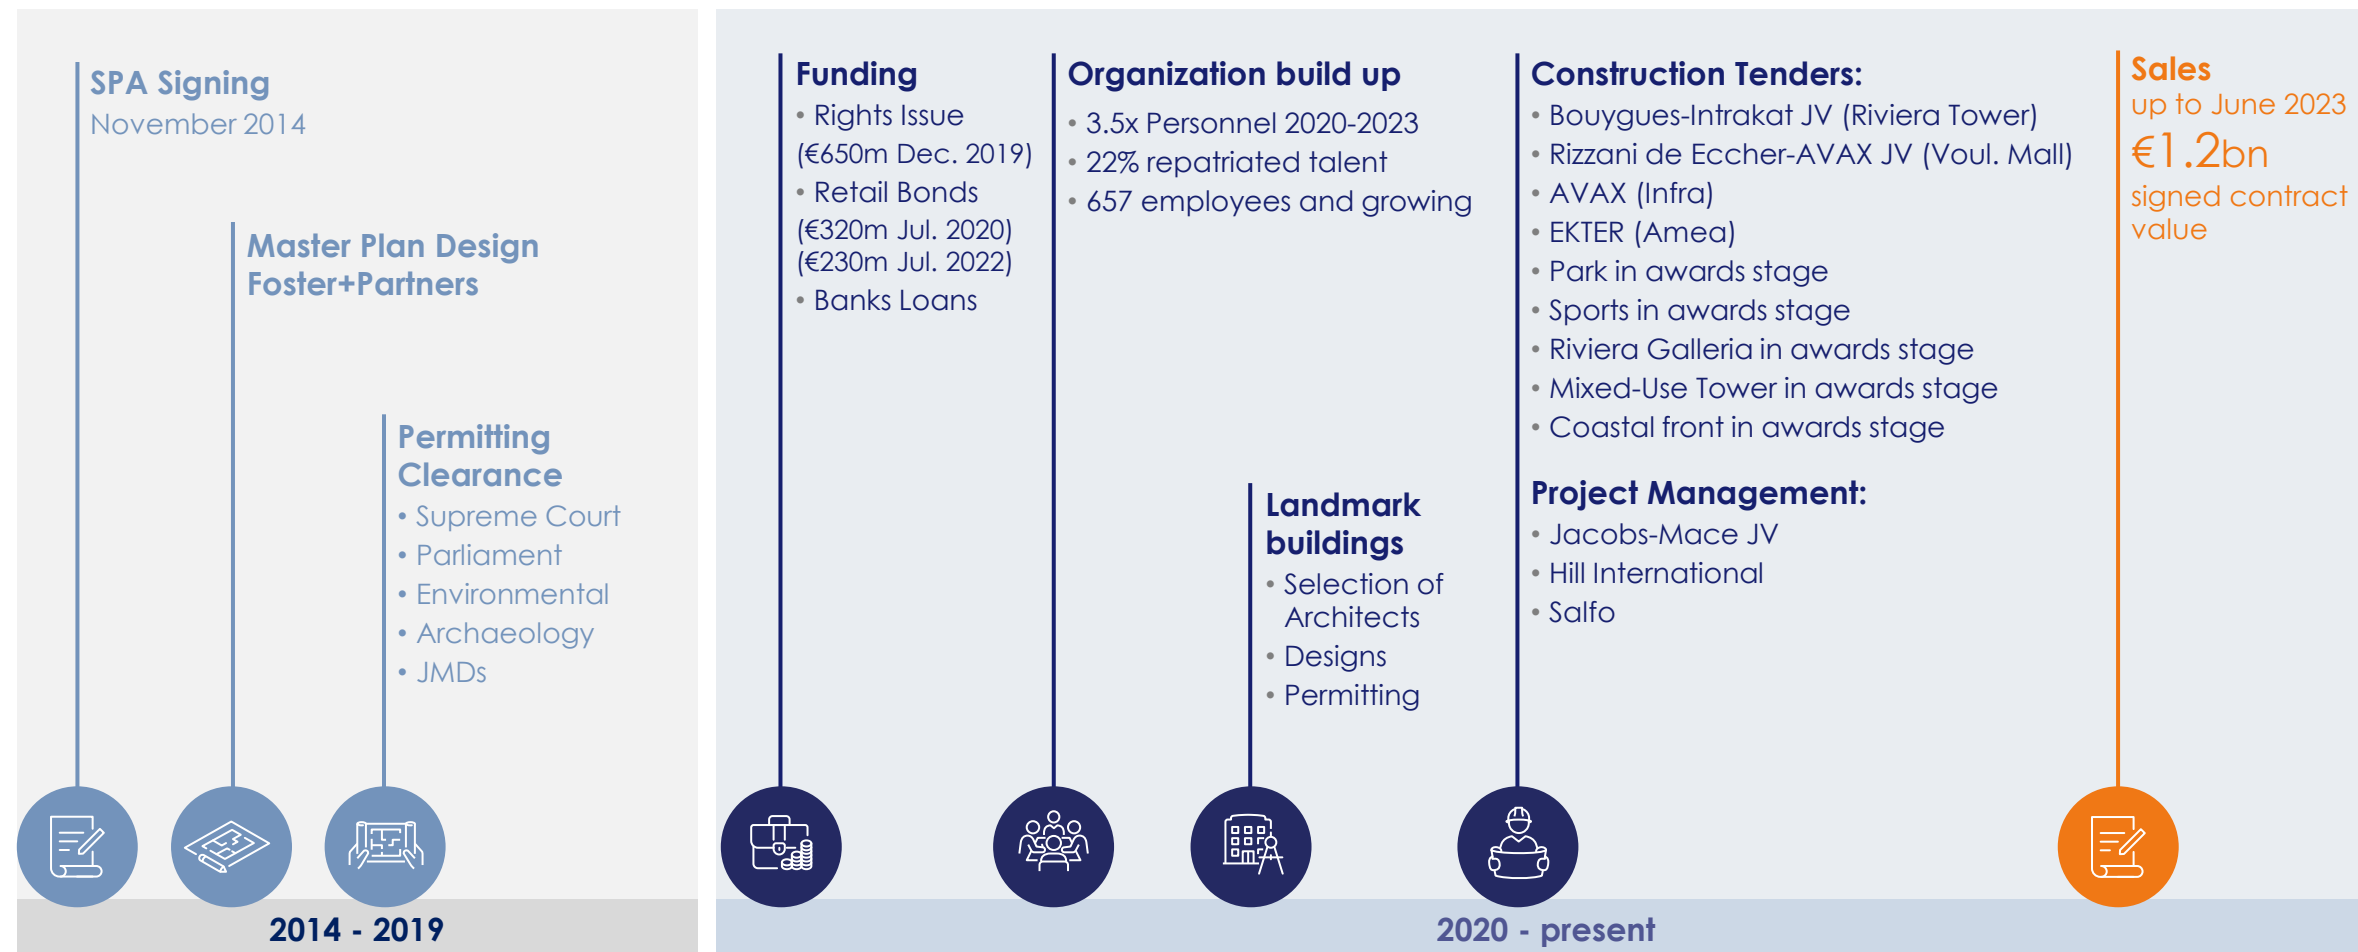 SPA Signing
November 2014
Master Plan Design
Foster+Partners
Permitting
Clearance
• Supreme Court
• Parliament
• Environmental
• Archaeology
• JMDs
2014 - 2019
Funding
• Rights Issue
(€650m Dec. 2019)
• Retail Bonds
(€320m Jul. 2020)
(€230m Jul. 2022)
• Banks Loans
Organization build up
• 3.5x Personnel 2020-2023
• 22% repatriated talent
• 657 employees and growing
Landmark
buildings
• Selection of
Architects
• Designs
• Permitting
Construction Tenders:
• Bouygues-Intrakat JV (Riviera Tower)
• Rizzani de Eccher-AVAX JV (Voul. Mall)
• AVAX (Infra)
• EKTER (Amea)
• Park in awards stage
• Sports in awards stage
• Riviera Galleria in awards stage
• Mixed-Use Tower in awards stage
• Coastal front in awards stage
Project Management:
• Jacobs-Mace JV
• Hill International
• Salfo
Sales
up to June 2023
€1.2bn
signed contract
value
2020 - present